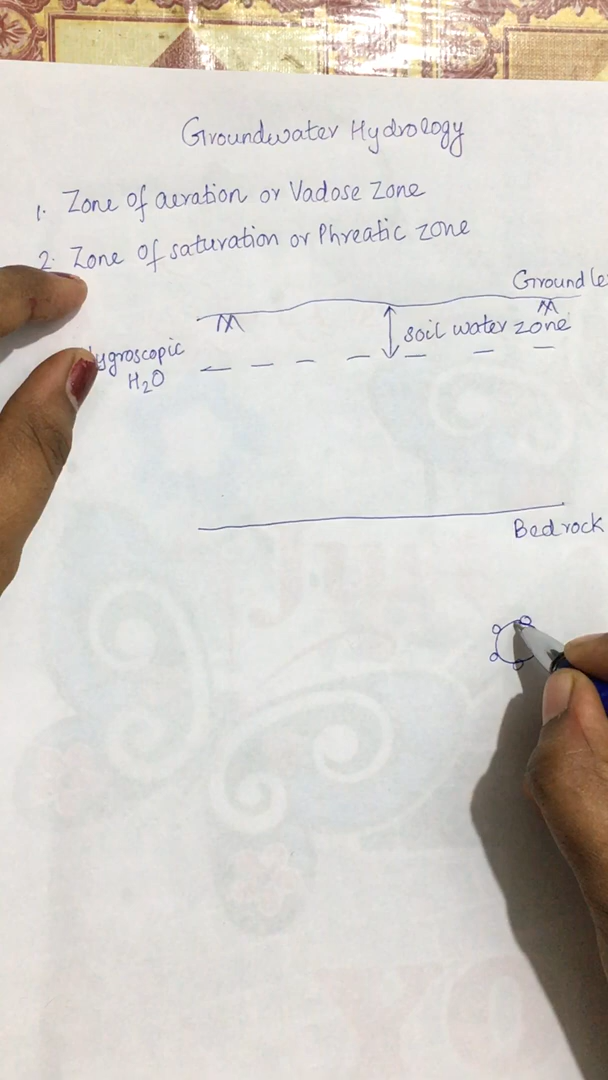 Groundwater Hydrology
1. Zone of aeration or Vadose Zone
2. Zone of saturation or Phreatic zone
Ground le
soil water zone
ygroscopic
H₂O
Bedrock